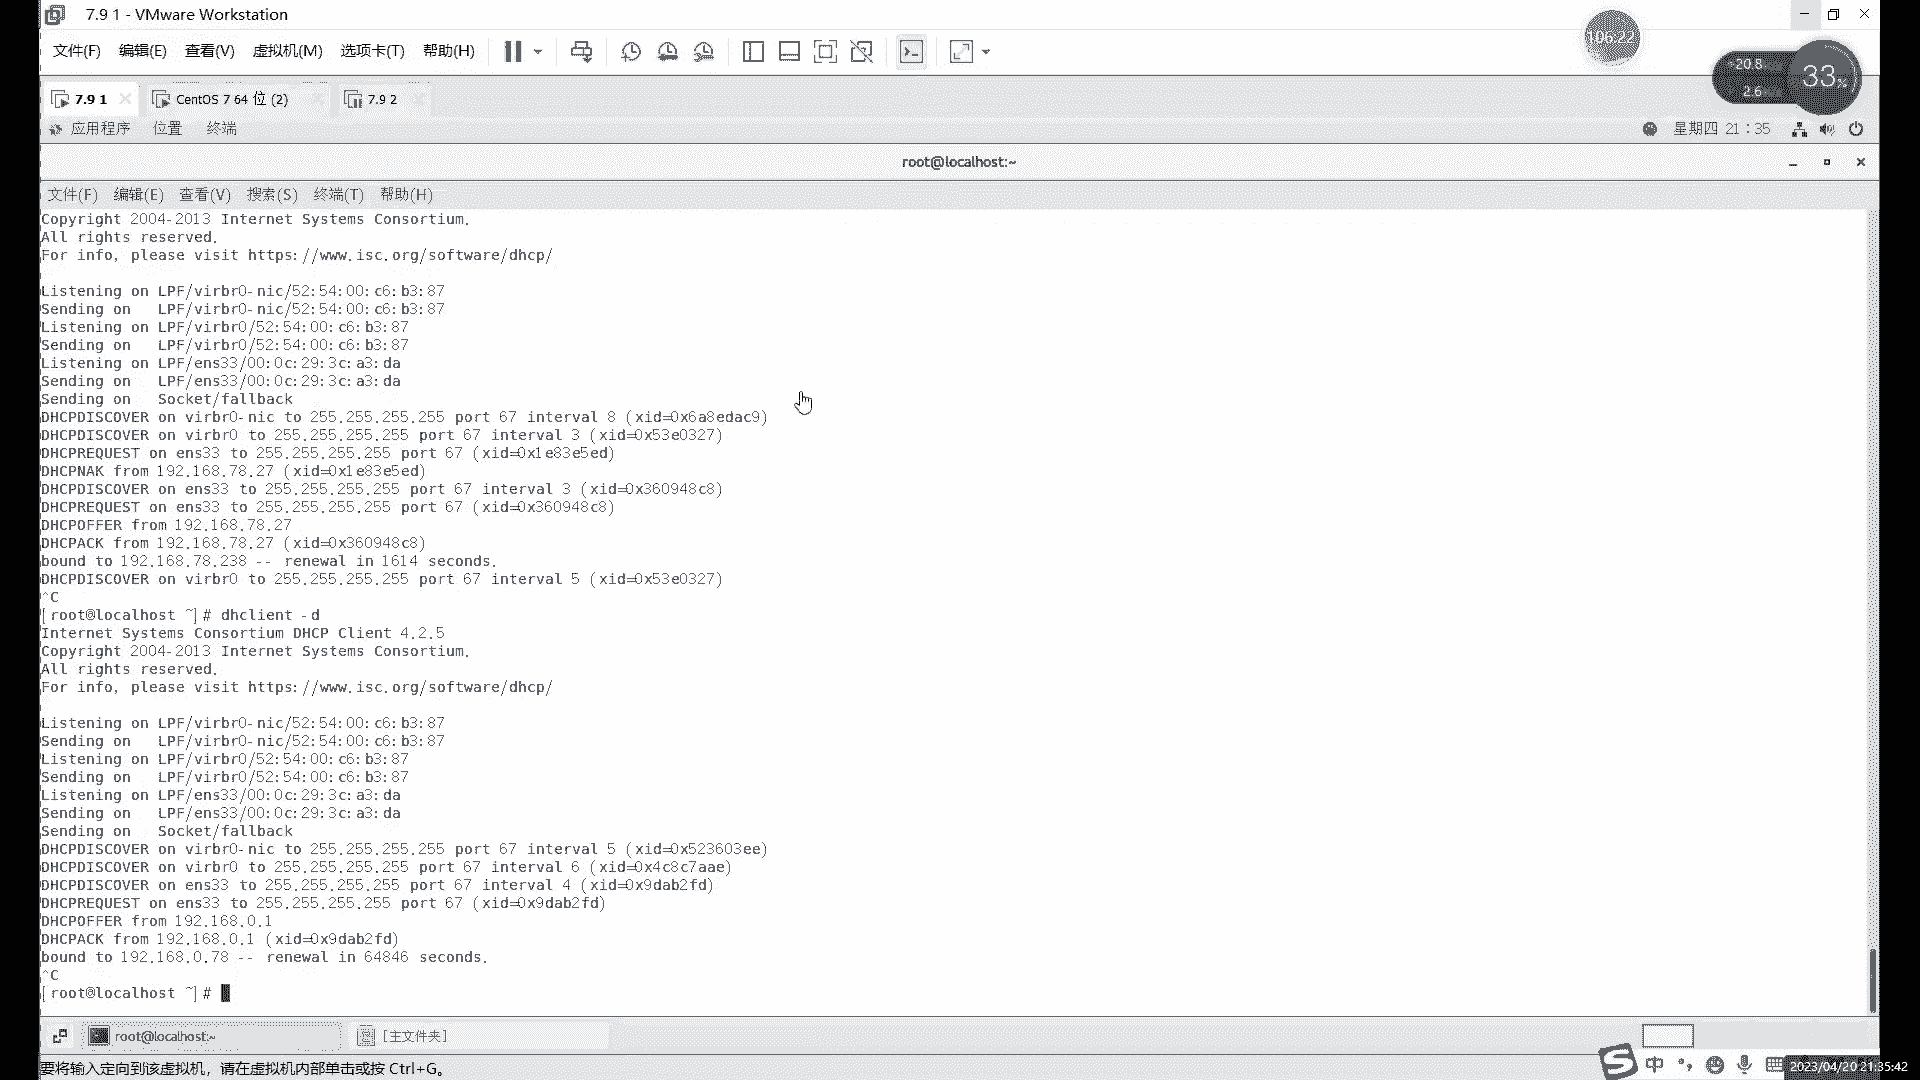 7.9 1 - VMware Workstation
文件(F) 编辑(E) 查看(V) 虚拟机(M) 选项卡(T) 帮助(H)
106:22
20.8
2.6
33%
7.9 1 CentOS 7 64 位 (2) 7.9 2
应用程序 位置 终端 星期四 21:35
root@localhost:~
文件(F) 编辑(E) 查看(V) 搜索(S) 终端(T) 帮助(H)
Copyright 2004-2013 Internet Systems Consortium.
All rights reserved.
For info, please visit https://www.isc.org/software/dhcp/
Listening on LPF/virbr0-nic/52:54:00:c6:b3:87
Sending on   LPF/virbr0-nic/52:54:00:c6:b3:87
Listening on LPF/virbr0/52:54:00:c6:b3:87
Sending on   LPF/virbr0/52:54:00:c6:b3:87
Listening on LPF/ens33/00:0c:29:3c:a3:da
Sending on   LPF/ens33/00:0c:29:3c:a3:da
Sending on   Socket/fallback
DHCPDISCOVER on virbr0-nic to 255.255.255.255 port 67 interval 8 (xid=0x6a8edac9)
DHCPDISCOVER on virbr0 to 255.255.255.255 port 67 interval 3 (xid=0x53e0327)
DHCPREQUEST on ens33 to 255.255.255.255 port 67 (xid=0x1e83e5ed)
DHCPNAK from 192.168.78.27 (xid=0x1e83e5ed)
DHCPDISCOVER on ens33 to 255.255.255.255 port 67 interval 3 (xid=0x360948c8)
DHCPREQUEST on ens33 to 255.255.255.255 port 67 (xid=0x360948c8)
DHCPOFFER from 192.168.78.27
DHCPACK from 192.168.78.27 (xid=0x360948c8)
bound to 192.168.78.238 -- renewal in 1614 seconds.
DHCPDISCOVER on virbr0 to 255.255.255.255 port 67 interval 5 (xid=0x53e0327)
^C
[root@localhost ~]# dhclient -d
Internet Systems Consortium DHCP Client 4.2.5
Copyright 2004-2013 Internet Systems Consortium.
All rights reserved.
For info, please visit https://www.isc.org/software/dhcp/
Listening on LPF/virbr0-nic/52:54:00:c6:b3:87
Sending on   LPF/virbr0-nic/52:54:00:c6:b3:87
Listening on LPF/virbr0/52:54:00:c6:b3:87
Sending on   LPF/virbr0/52:54:00:c6:b3:87
Listening on LPF/ens33/00:0c:29:3c:a3:da
Sending on   LPF/ens33/00:0c:29:3c:a3:da
Sending on   Socket/fallback
DHCPDISCOVER on virbr0-nic to 255.255.255.255 port 67 interval 5 (xid=0x523603ee)
DHCPDISCOVER on virbr0 to 255.255.255.255 port 67 interval 6 (xid=0x4c8c7aae)
DHCPDISCOVER on ens33 to 255.255.255.255 port 67 interval 4 (xid=0x9dab2fd)
DHCPREQUEST on ens33 to 255.255.255.255 port 67 (xid=0x9dab2fd)
DHCPOFFER from 192.168.0.1
DHCPACK from 192.168.0.1 (xid=0x9dab2fd)
bound to 192.168.0.78 -- renewal in 64846 seconds.
^C
[root@localhost ~]#
root@localhost:~ [主文件夹]
要将输入定向到该虚拟机，请在虚拟机内部单击或按 Ctrl+G。
S 中
2023/04/20 21:35:42